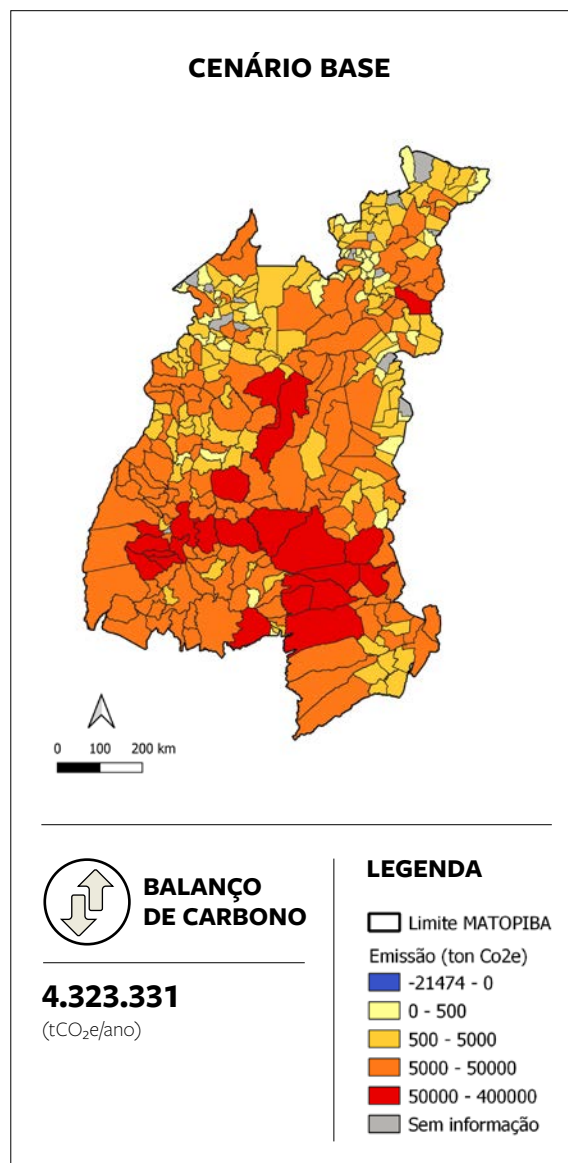 CENÁRIO BASE
0 100 200 km
BALANÇO
DE CARBONO
4.323.331
(tCO₂e/ano)
LEGENDA
Limite MATOPIBA
Emissão (ton Co2e)
-21474 - 0
0 - 500
500 - 5000
5000 - 50000
50000 - 400000
Sem informação